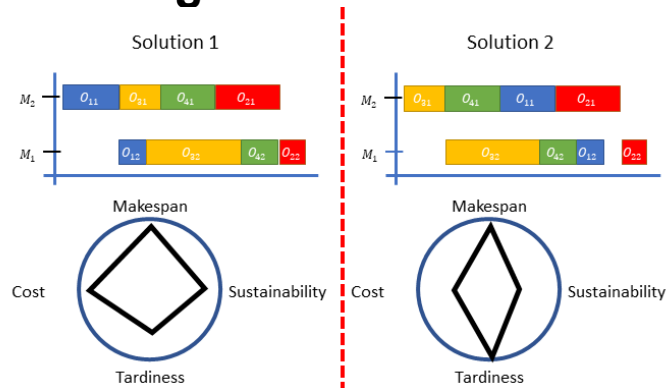 Solution 1
M₂ O₁₁ O₃₁ O₄₁ O₂₁
M₁ O₁₂ O₃₂ O₄₂ O₂₂
Makespan
Cost Sustainability
Tardiness
Solution 2
M₂ O₃₁ O₄₁ O₁₁ O₂₁
M₁ O₃₂ O₄₂ O₁₂ O₂₂
Makespan
Cost Sustainability
Tardiness